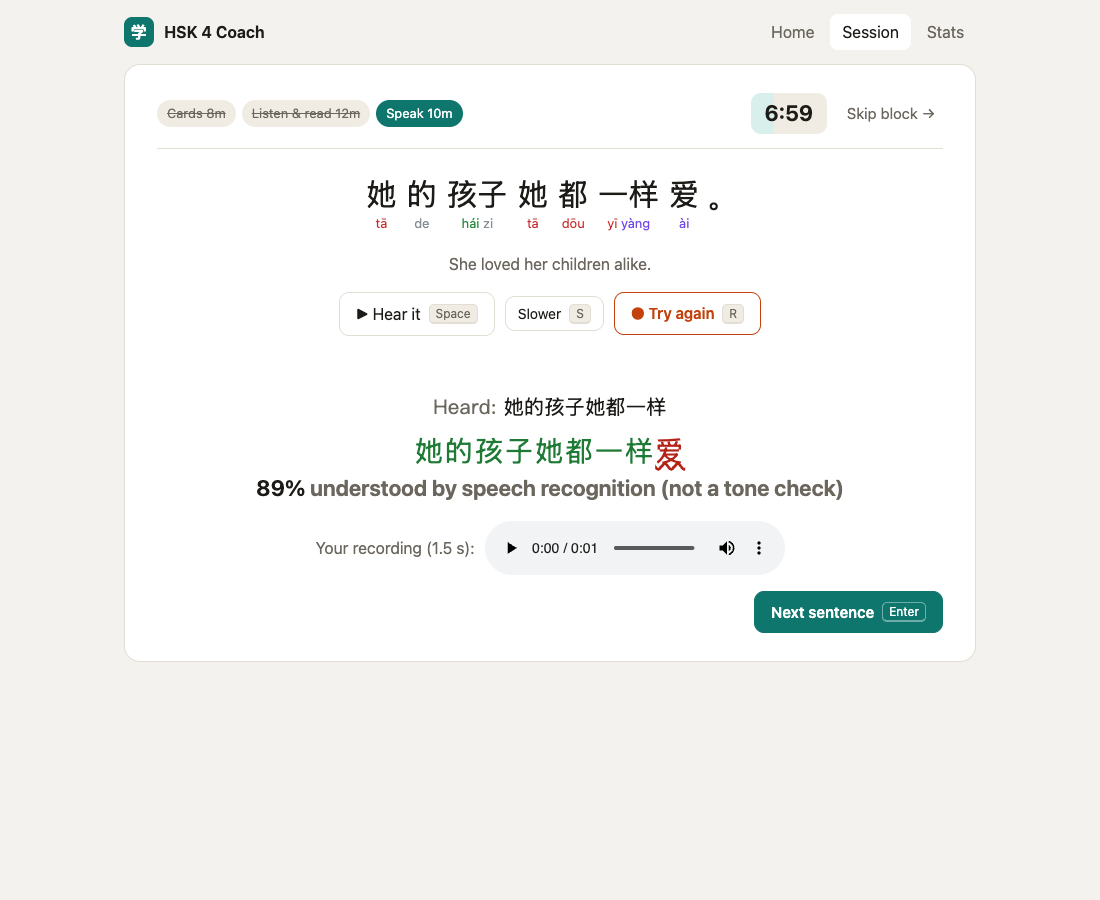 学 HSK 4 Coach Home Session Stats
Cards 8m Listen & read 12m Speak 10m 6:59 Skip block →
她 的 孩子 她 都 一样 爱 。
tā de hái zi tā dōu yī yàng ài
She loved her children alike.
Hear it Space Slower S Try again R
Heard: 她的孩子她都一样
她的孩子她都一样爱
89% understood by speech recognition (not a tone check)
Your recording (1.5 s): 0:00 / 0:01
Next sentence Enter